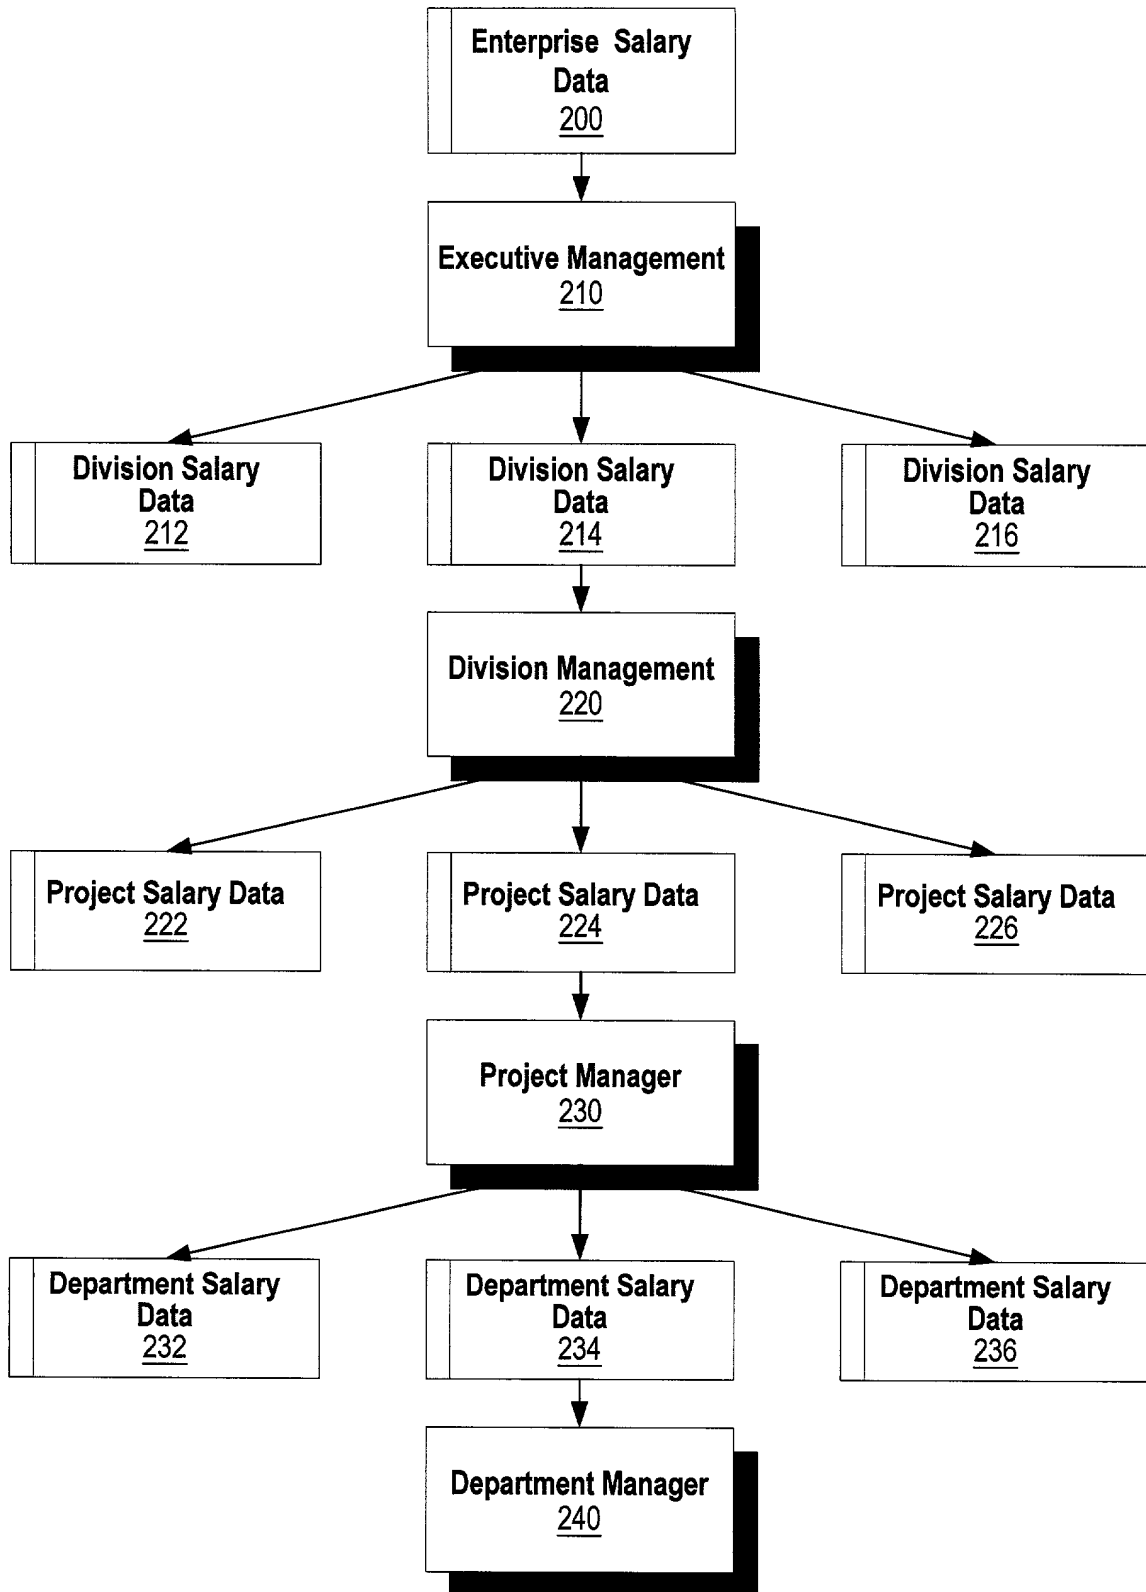 Enterprise Salary
Data
200
Executive Management
210
Division Salary
Data
212
Division Salary
Data
214
Division Salary
Data
216
Division Management
220
Project Salary Data
222
Project Salary Data
224
Project Salary Data
226
Project Manager
230
Department Salary
Data
232
Department Salary
Data
234
Department Salary
Data
236
Department Manager
240